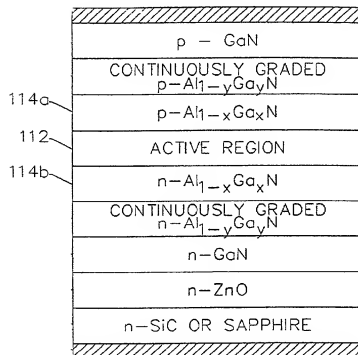 p - GaN
CONTINUOUSLY GRADED
p-Al1-yGayN
114a
p-Al1-xGaxN
112
ACTIVE REGION
114b
n-Al1-xGaxN
CONTINUOUSLY GRADED
n-Al1-yGayN
n-GaN
n-ZnO
n-SiC OR SAPPHIRE